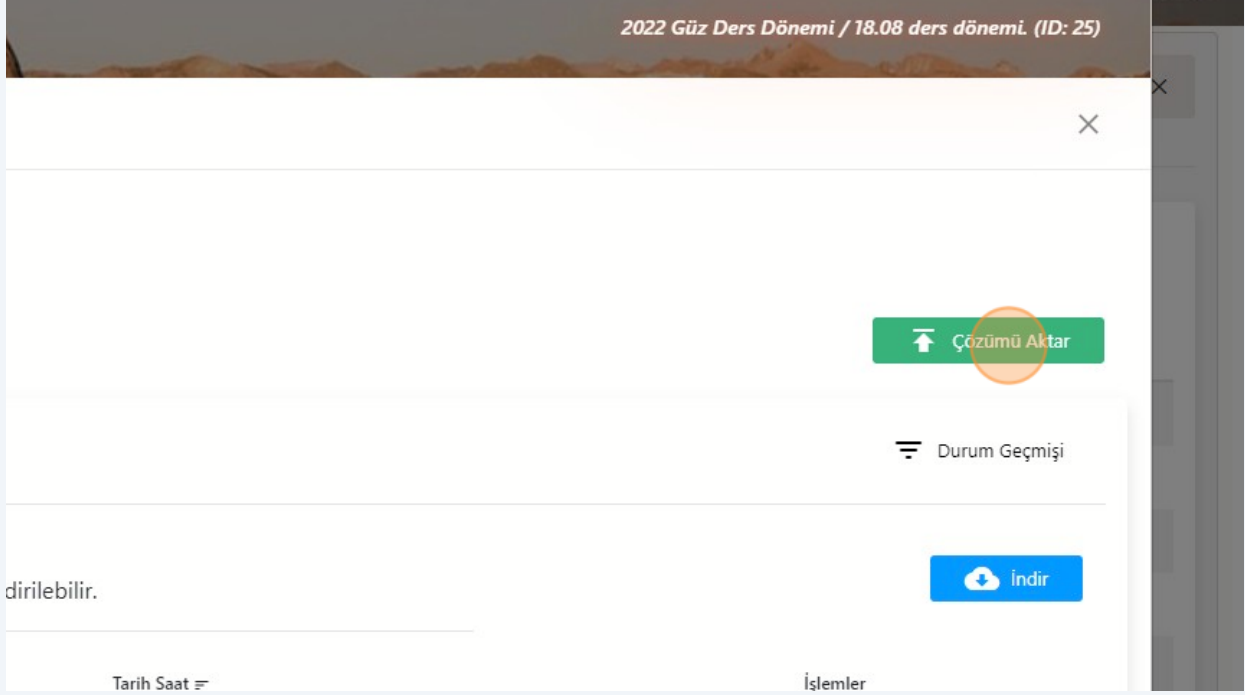 2022 Güz Ders Dönemi / 18.08 ders dönemi. (ID: 25)
Çözümü Aktar
Durum Geçmişi
dirilebilir.
İndir
Tarih Saat
İşlemler